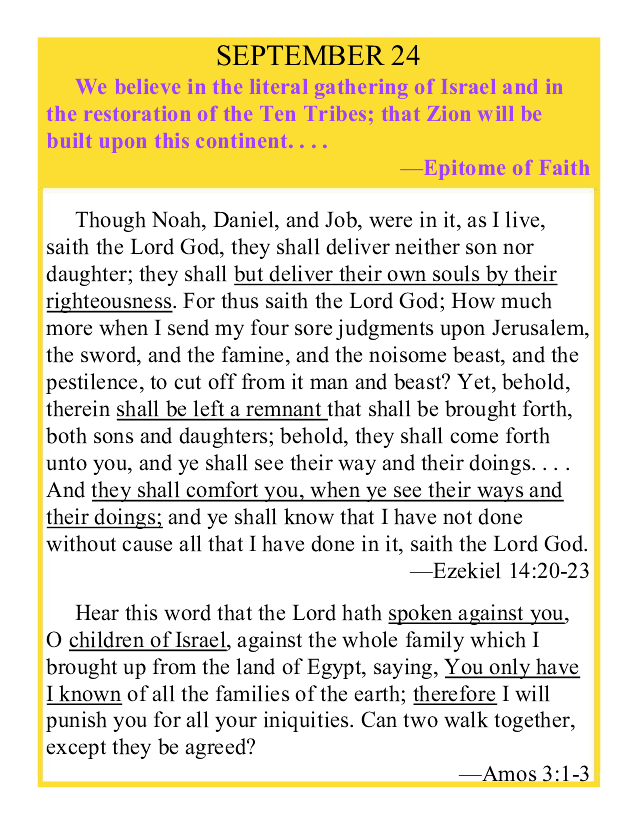 SEPTEMBER 24
We believe in the literal gathering of Israel and in
the restoration of the Ten Tribes; that Zion will be
built upon this continent. . . .
—Epitome of Faith
Though Noah, Daniel, and Job, were in it, as I live,
saith the Lord God, they shall deliver neither son nor
daughter; they shall but deliver their own souls by their
righteousness. For thus saith the Lord God; How much
more when I send my four sore judgments upon Jerusalem,
the sword, and the famine, and the noisome beast, and the
pestilence, to cut off from it man and beast? Yet, behold,
therein shall be left a remnant that shall be brought forth,
both sons and daughters; behold, they shall come forth
unto you, and ye shall see their way and their doings. . . .
And they shall comfort you, when ye see their ways and
their doings; and ye shall know that I have not done
without cause all that I have done in it, saith the Lord God.
—Ezekiel 14:20-23
Hear this word that the Lord hath spoken against you,
O children of Israel, against the whole family which I
brought up from the land of Egypt, saying, You only have
I known of all the families of the earth; therefore I will
punish you for all your iniquities. Can two walk together,
except they be agreed?
—Amos 3:1-3